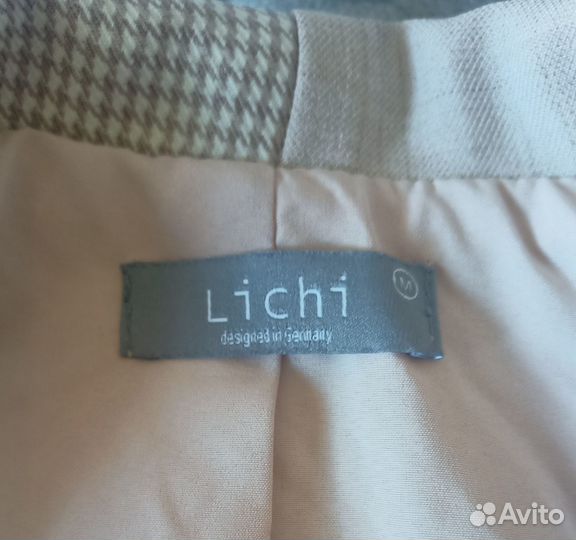 Lichi
M
designed in Germany
Avito